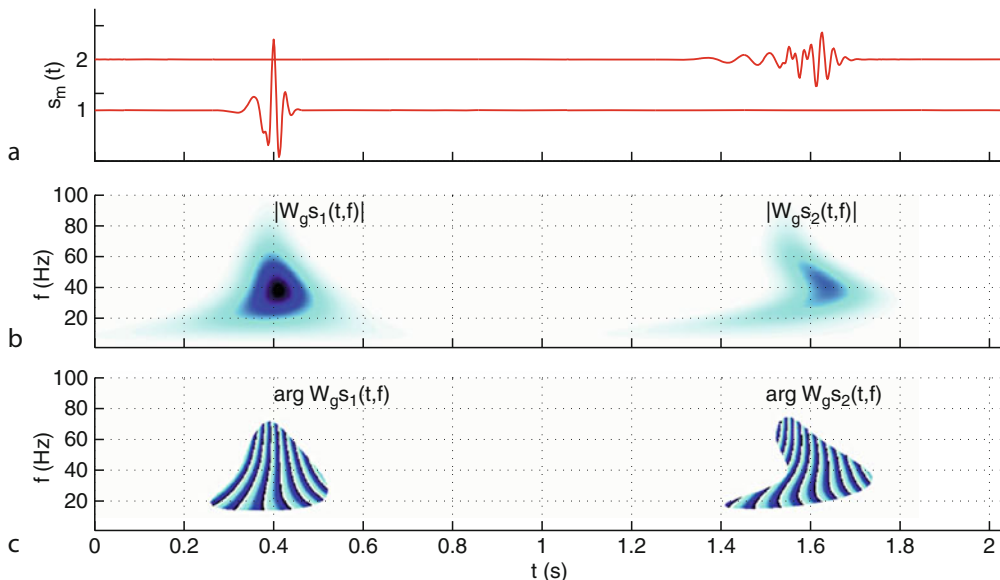 2
1
s_m (t)
a
100
80
60
40
20
f (Hz)
|W_g s_1(t,f)|
|W_g s_2(t,f)|
b
100
80
60
40
20
f (Hz)
arg W_g s_1(t,f)
arg W_g s_2(t,f)
c
0 0.2 0.4 0.6 0.8 1 1.2 1.4 1.6 1.8 2
t (s)